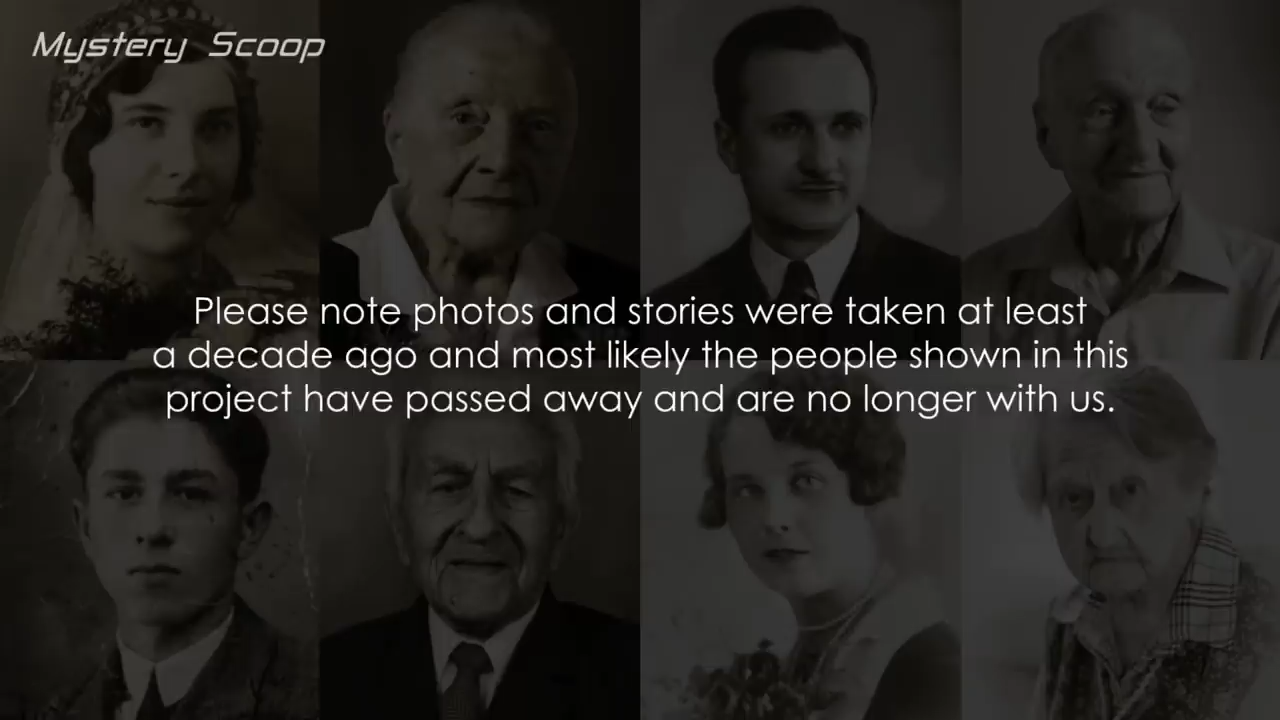 Mystery Scoop
Please note photos and stories were taken at least
a decade ago and most likely the people shown in this
project have passed away and are no longer with us.